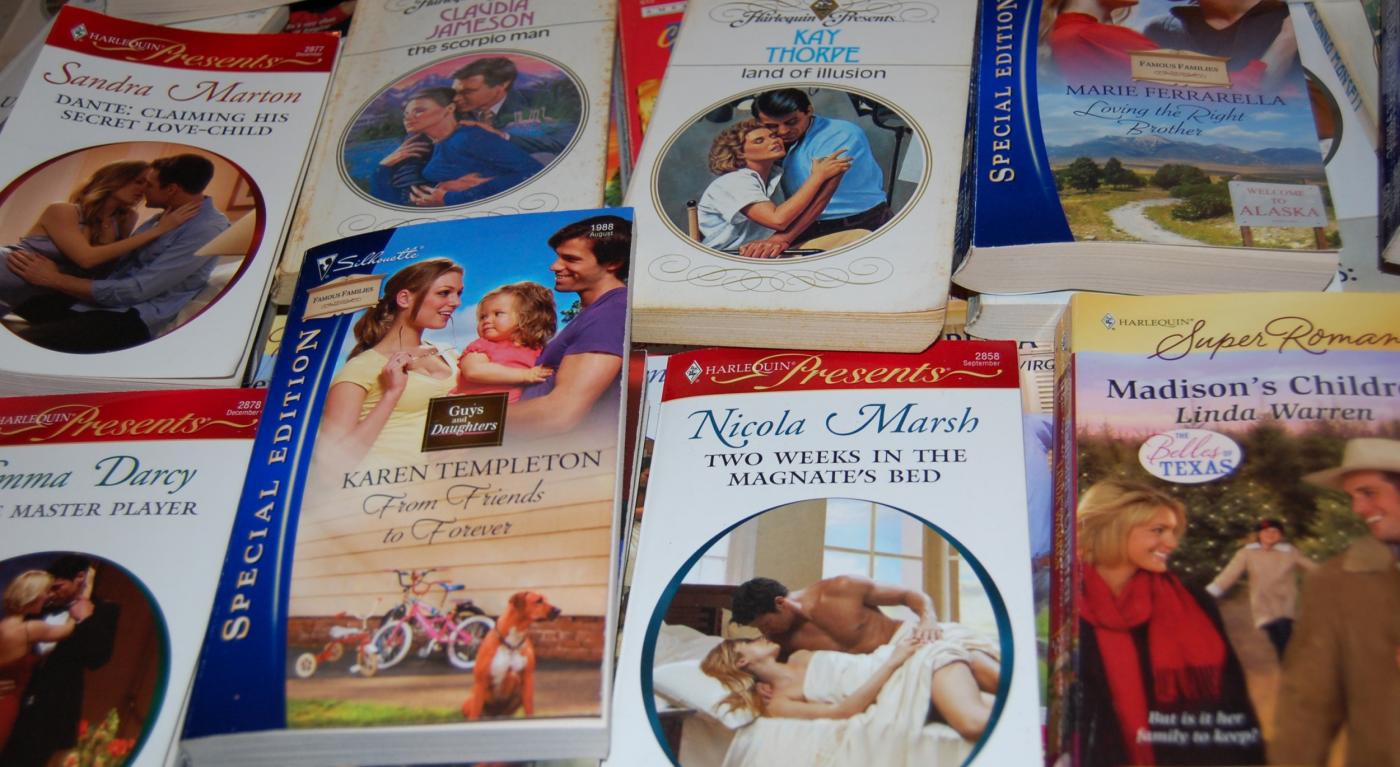 HARLEQUIN®
Presents
2877
Sandra Marton
DANTE: CLAIMING HIS
SECRET LOVE-CHILD
CLAUDIA
JAMESON
the scorpio man
Harlequin Presents
KAY
THORPE
land of illusion
SPECIAL EDITION
FAMOUS FAMILIES
MARIE FERRARELLA
Loving the Right
Brother
WELCOME
TO
ALASKA
HARLEQUIN®
Presents
2878
December
mma Darcy
MASTER PLAYER
1988
August
Silhouette®
FAMOUS FAMILIES
SPECIAL EDITION
Guys
and
Daughters
KAREN TEMPLETON
From Friends
to Forever
HARLEQUIN®
Presents
2858
September
Nicola Marsh
TWO WEEKS IN THE
MAGNATE'S BED
HARLEQUIN®
Super Roman
Madison's Childr
Linda Warren
THE
Belles OF
TEXAS
But is it her
family to keep?